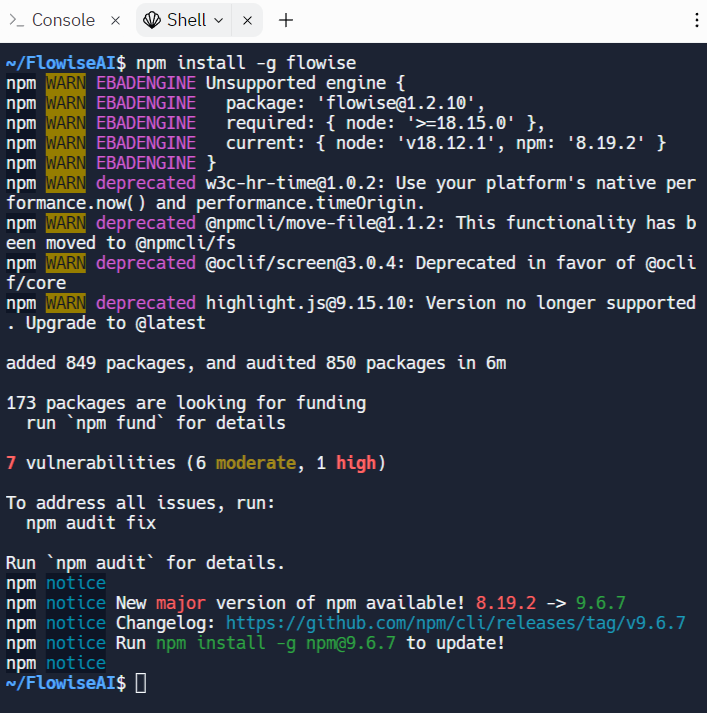 Console
Shell
~/FlowiseAI$ npm install -g flowise
npm WARN EBADENGINE Unsupported engine {
npm WARN EBADENGINE   package: 'flowise@1.2.10',
npm WARN EBADENGINE   required: { node: '>=18.15.0' },
npm WARN EBADENGINE   current: { node: 'v18.12.1', npm: '8.19.2' }
npm WARN EBADENGINE }
npm WARN deprecated w3c-hr-time@1.0.2: Use your platform's native per
formance.now() and performance.timeOrigin.
npm WARN deprecated @npmcli/move-file@1.1.2: This functionality has b
een moved to @npmcli/fs
npm WARN deprecated @oclif/screen@3.0.4: Deprecated in favor of @ocli
f/core
npm WARN deprecated highlight.js@9.15.10: Version no longer supported
. Upgrade to @latest
added 849 packages, and audited 850 packages in 6m
173 packages are looking for funding
  run `npm fund` for details
7 vulnerabilities (6 moderate, 1 high)
To address all issues, run:
  npm audit fix
Run `npm audit` for details.
npm notice
npm notice New major version of npm available! 8.19.2 -> 9.6.7
npm notice Changelog: https://github.com/npm/cli/releases/tag/v9.6.7
npm notice Run npm install -g npm@9.6.7 to update!
npm notice
~/FlowiseAI$